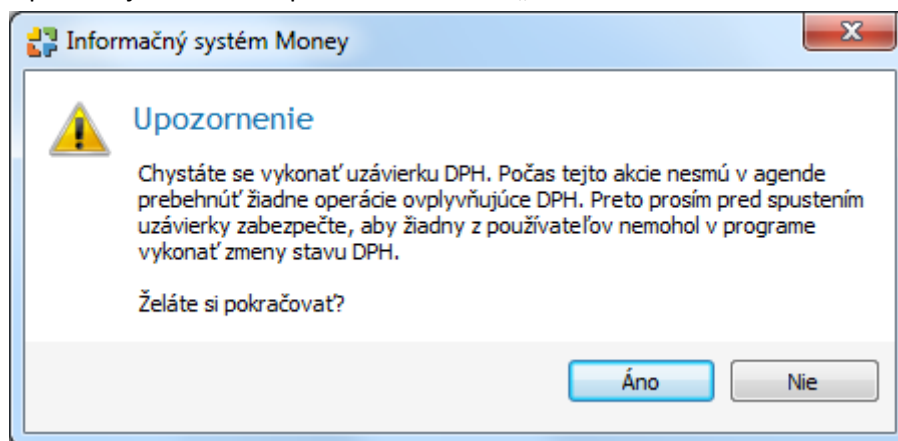 Informačný systém Money
Upozornenie
Chystáte se vykonať uzávierku DPH. Počas tejto akcie nesmú v agende
prebehnúť žiadne operácie ovplyvňujúce DPH. Preto prosím pred spustením
uzávierky zabezpečte, aby žiadny z používateľov nemohol v programe
vykonať zmeny stavu DPH.
Želáte si pokračovať?
Áno
Nie